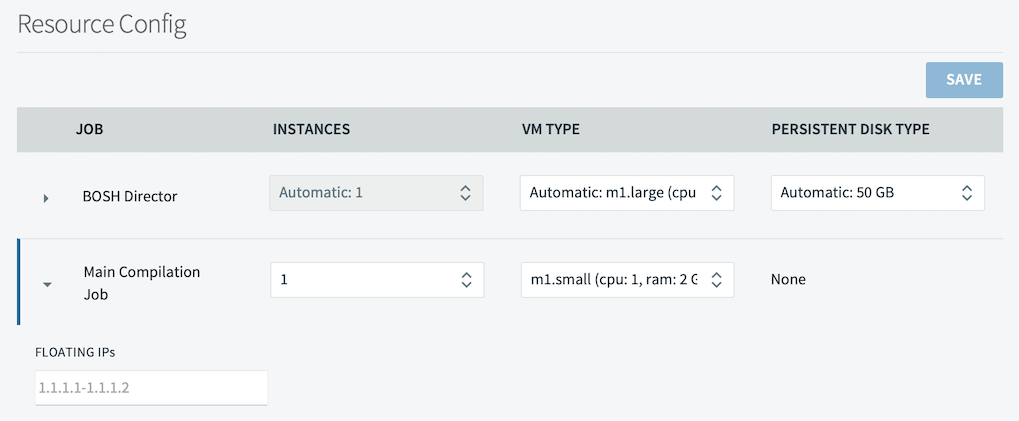 Resource Config
SAVE
JOB INSTANCES VM TYPE PERSISTENT DISK TYPE
BOSH Director Automatic: 1 Automatic: m1.large (cpu Automatic: 50 GB
Main Compilation
Job 1 m1.small (cpu: 1, ram: 2 G None
FLOATING IPs
1.1.1.1-1.1.1.2